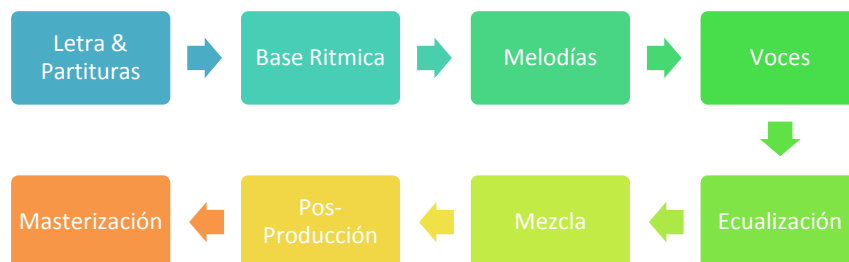 Letra &
Partituras
Base Ritmica
Melodías
Voces
Masterización
Pos-
Producción
Mezcla
Ecualización